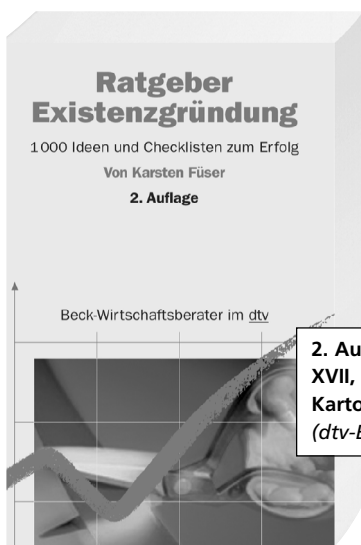 Ratgeber
Existenzgründung
1000 Ideen und Checklisten zum Erfolg
Von Karsten Füser
2. Auflage
Beck-Wirtschaftsberater im dtv
2. Au
XVII,
Karto
(dtv-B